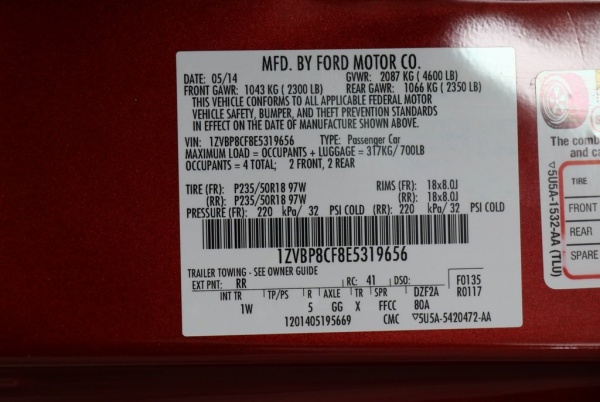 MFD. BY FORD MOTOR CO.
DATE: 05/14 GVWR: 2087 KG ( 4600 LB)
FRONT GAWR: 1043 KG ( 2300 LB) REAR GAWR: 1066 KG ( 2350 LB)
THIS VEHICLE CONFORMS TO ALL APPLICABLE FEDERAL MOTOR
VEHICLE SAFETY, BUMPER, AND THEFT PREVENTION STANDARDS
IN EFFECT ON THE DATE OF MANUFACTURE SHOWN ABOVE.
VIN: 1ZVBP8CF8E5319656 TYPE: Passenger Car
MAXIMUM LOAD = OCCUPANTS + LUGGAGE = 317KG/ 700LB
OCCUPANTS = 4 TOTAL; 2 FRONT, 2 REAR
TIRE (FR): P235/50R18 97W RIMS (FR): 18x8.0J
(RR): P235/50R18 97W (RR): 18x8.0J
PRESSURE (FR): 220 kPa/ 32 PSI COLD (RR): 220 kPa/ 32 PSI COLD
1ZVBP8CF8E5319656
TRAILER TOWING - SEE OWNER GUIDE
EXT PNT: RR RC: 41 DSO: F0135
INT TR TP/PS R AXLE TR SPR DZF2A R0117
1W 5 GG X FFCC 80A
1201405195669 CMC ▽5U5A-5420472-AA
The comb
and ca
▽5U5A-1532-AA (TLU)
TIRE
FRONT
REAR
SPARE